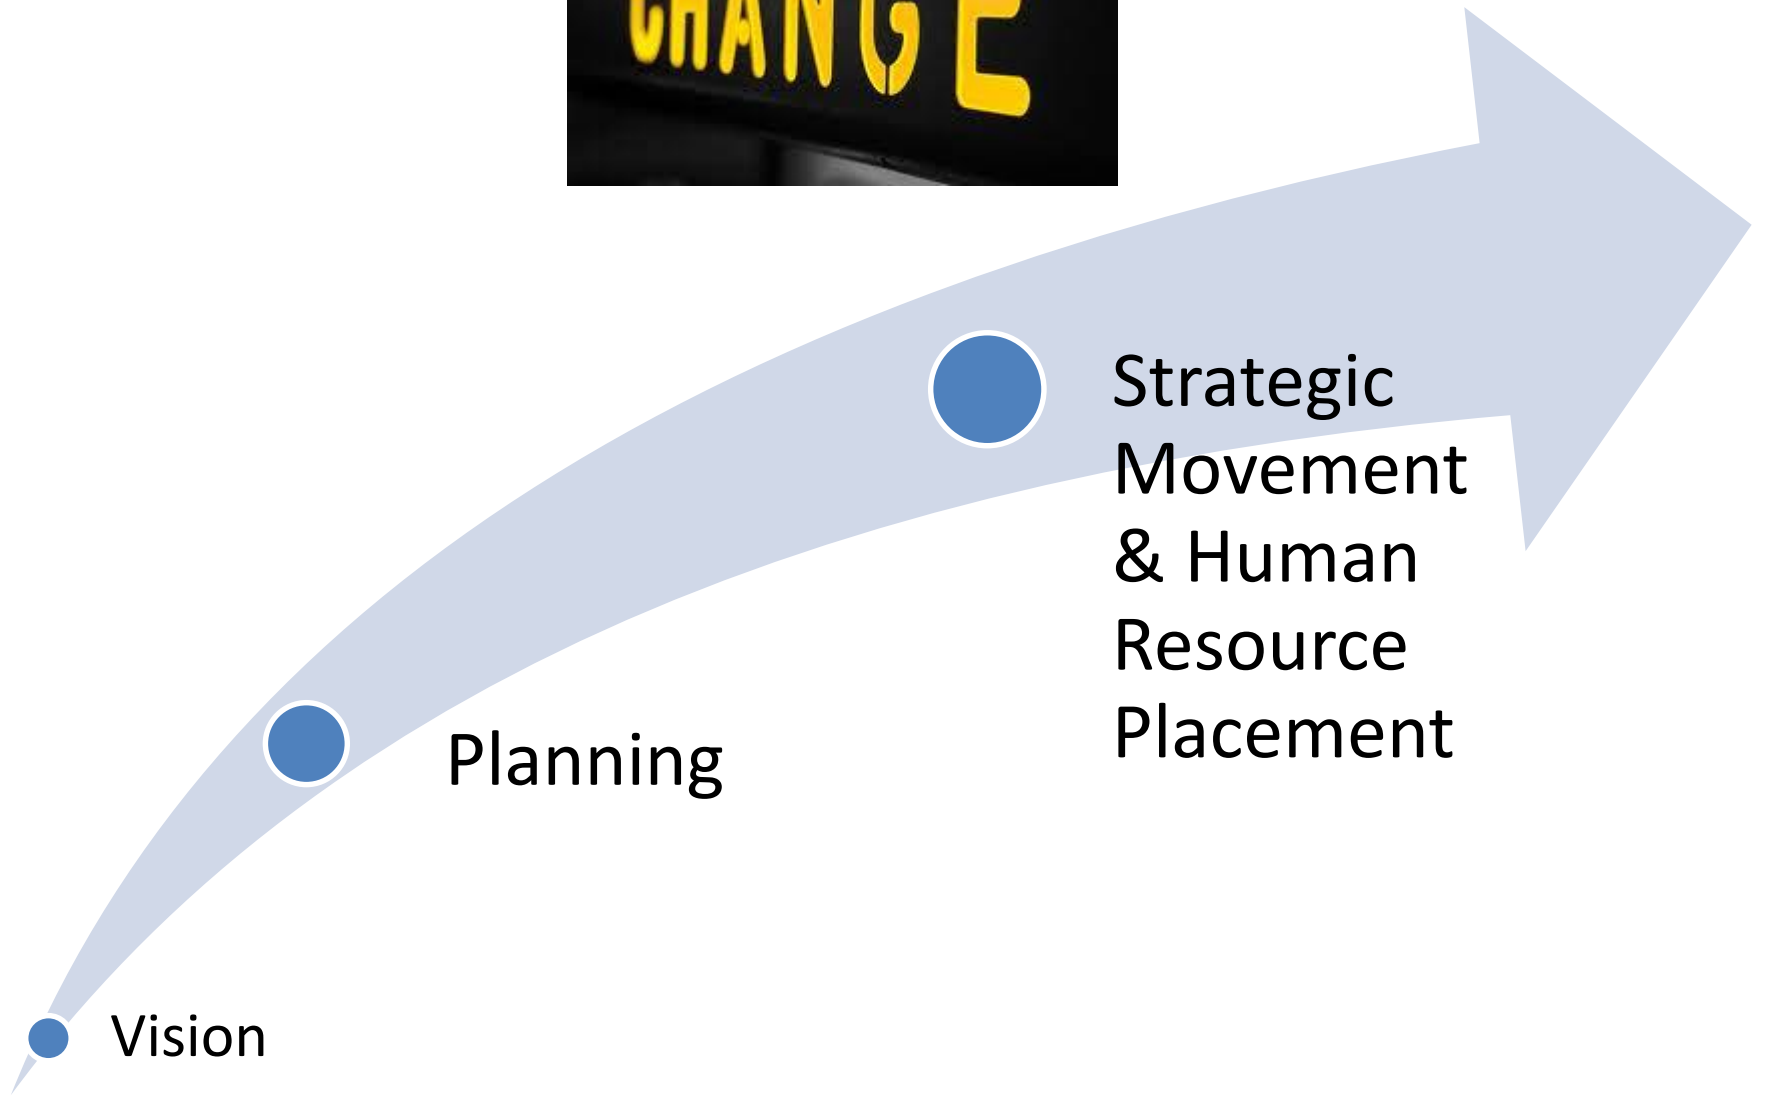 CHANGE
Strategic
Movement
& Human
Resource
Placement
Planning
Vision